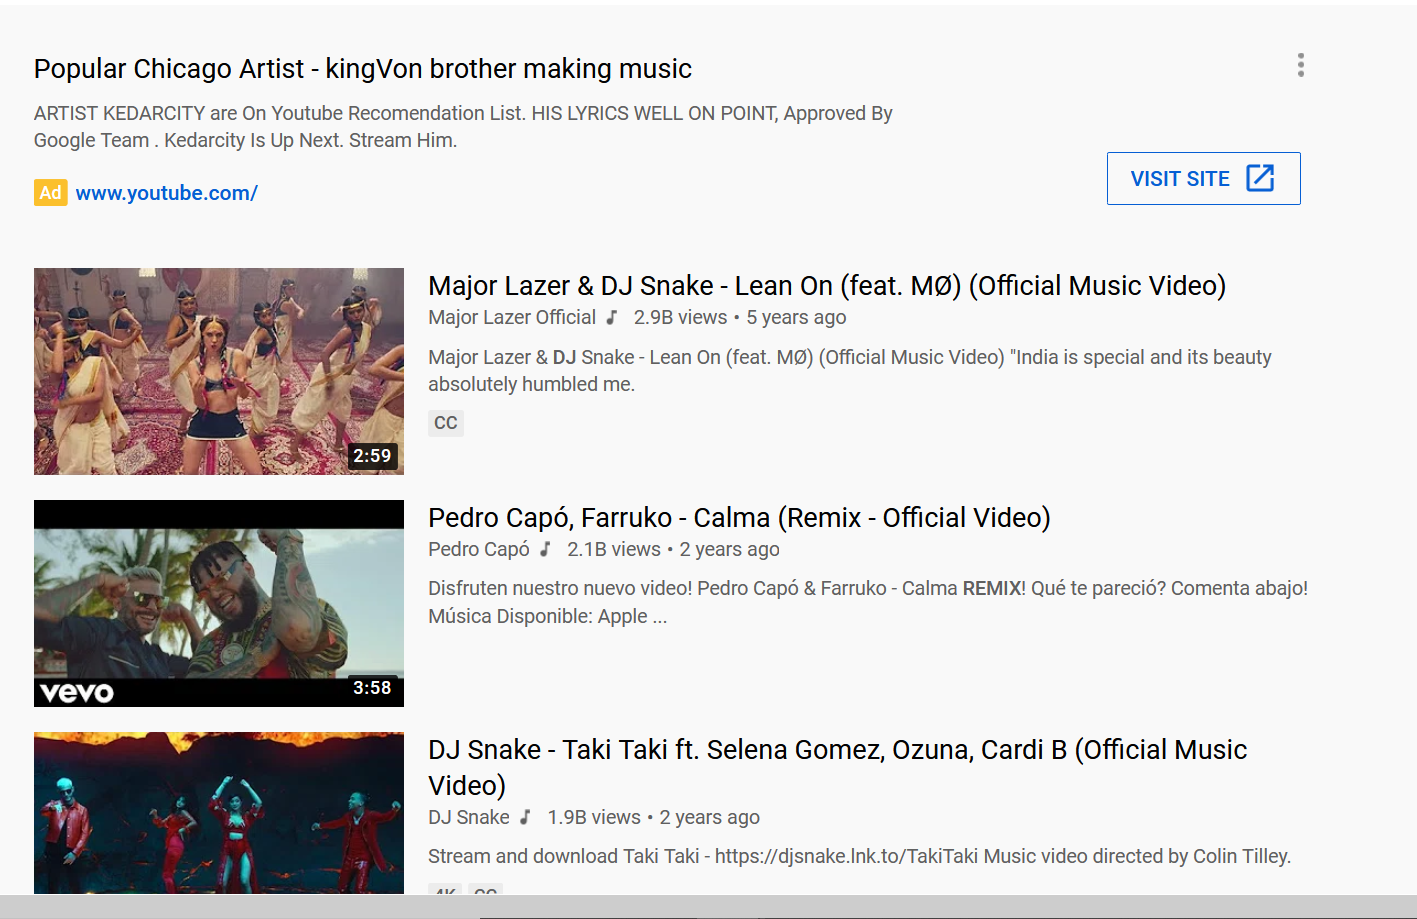 Popular Chicago Artist - kingVon brother making music
ARTIST KEDARCITY are On Youtube Recomendation List. HIS LYRICS WELL ON POINT, Approved By
Google Team . Kedarcity Is Up Next. Stream Him.
Ad www.youtube.com/
VISIT SITE
Major Lazer & DJ Snake - Lean On (feat. MØ) (Official Music Video)
Major Lazer Official 2.9B views • 5 years ago
Major Lazer & DJ Snake - Lean On (feat. MØ) (Official Music Video) "India is special and its beauty
absolutely humbled me.
CC
2:59
Pedro Capó, Farruko - Calma (Remix - Official Video)
Pedro Capó 2.1B views • 2 years ago
Disfruten nuestro nuevo video! Pedro Capó & Farruko - Calma REMIX! Qué te pareció? Comenta abajo!
Música Disponible: Apple ...
vevo
3:58
DJ Snake - Taki Taki ft. Selena Gomez, Ozuna, Cardi B (Official Music
Video)
DJ Snake 1.9B views • 2 years ago
Stream and download Taki Taki - https://djsnake.lnk.to/TakiTaki Music video directed by Colin Tilley.
4K CC